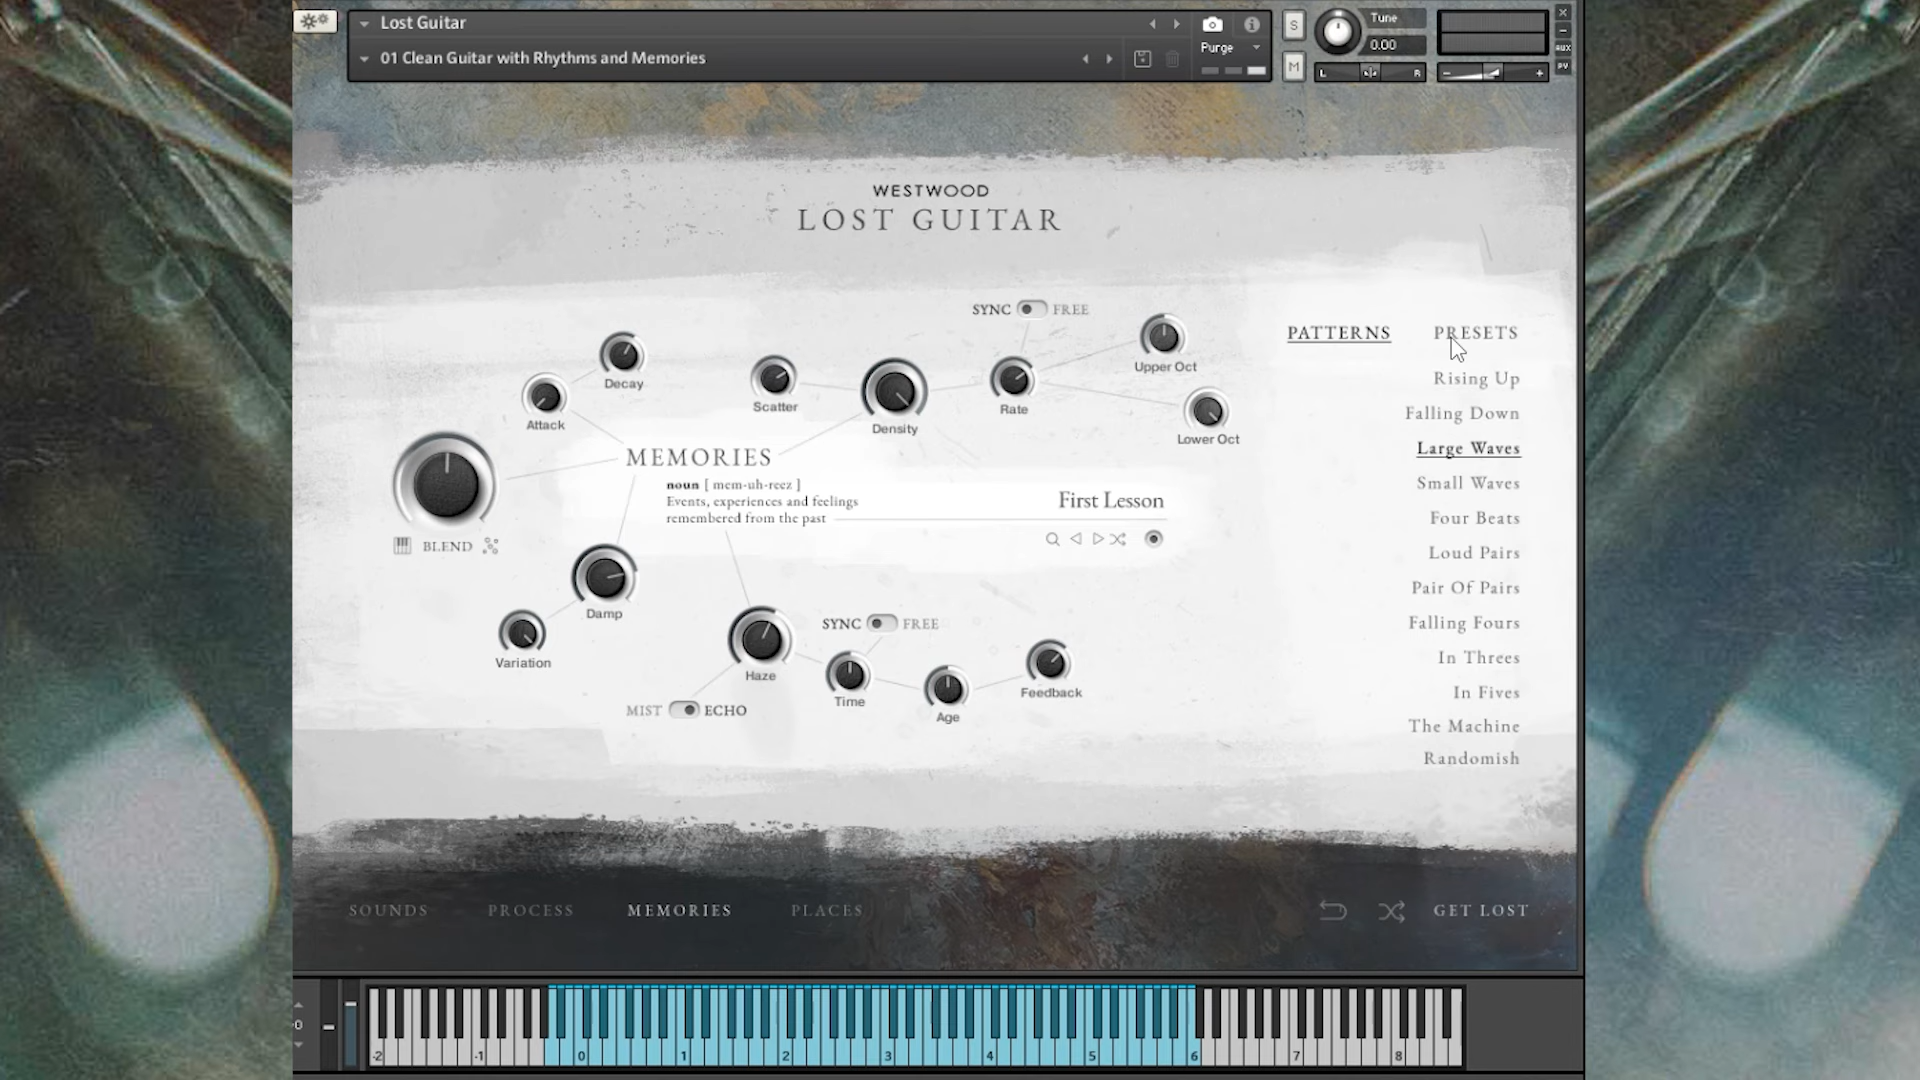 Lost Guitar
01 Clean Guitar with Rhythms and Memories
Purge
S
M
Tune
0.00
L R
- +
AUX
PV
WESTWOOD
LOST GUITAR
SYNC FREE
PATTERNS PRESETS
Upper Oct
Rising Up
Decay
Scatter
Rate
Falling Down
Attack
Density
Lower Oct
Large Waves
MEMORIES
noun [ mem-uh-reez ]
Events, experiences and feelings
remembered from the past
First Lesson
Small Waves
Four Beats
BLEND
Loud Pairs
Pair Of Pairs
Damp
SYNC FREE
Falling Fours
Variation
Haze
In Threes
Time
Feedback
In Fives
MIST ECHO
Age
The Machine
Randomish
SOUNDS PROCESS MEMORIES PLACES GET LOST
-2 -1 0 1 2 3 4 5 6 7 8